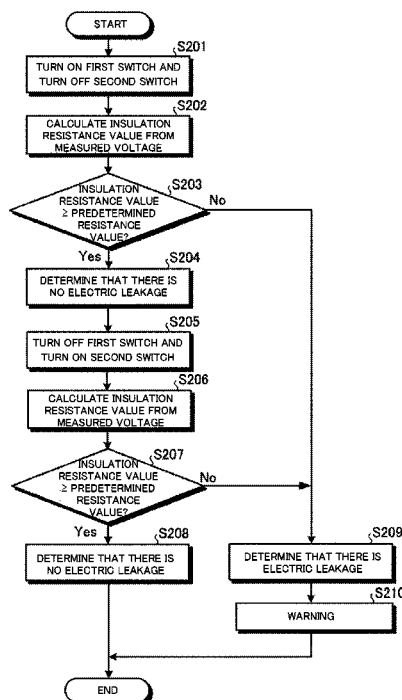 START
S201
TURN ON FIRST SWITCH AND
TURN OFF SECOND SWITCH
S202
CALCULATE INSULATION
RESISTANCE VALUE FROM
MEASURED VOLTAGE
S203
INSULATION
RESISTANCE VALUE
≥ PREDETERMINED
RESISTANCE
VALUE?
No
Yes
S204
DETERMINE THAT THERE IS
NO ELECTRIC LEAKAGE
S205
TURN OFF FIRST SWITCH AND
TURN ON SECOND SWITCH
S206
CALCULATE INSULATION
RESISTANCE VALUE FROM
MEASURED VOLTAGE
S207
INSULATION
RESISTANCE VALUE
≥ PREDETERMINED
RESISTANCE
VALUE?
No
Yes
S208
DETERMINE THAT THERE IS
NO ELECTRIC LEAKAGE
S209
DETERMINE THAT THERE IS
ELECTRIC LEAKAGE
S210
WARNING
END